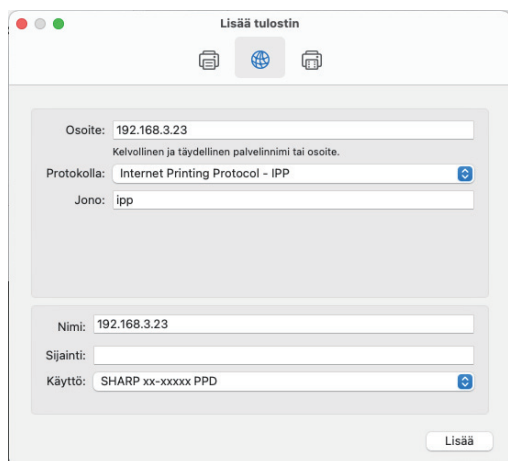 Lisää tulostin
Osoite: 192.168.3.23
Kelvollinen ja täydellinen palvelinnimi tai osoite.
Protokolla: Internet Printing Protocol - IPP
Jono: ipp
Nimi: 192.168.3.23
Sijainti:
Käyttö: SHARP xx-xxxxx PPD
Lisää